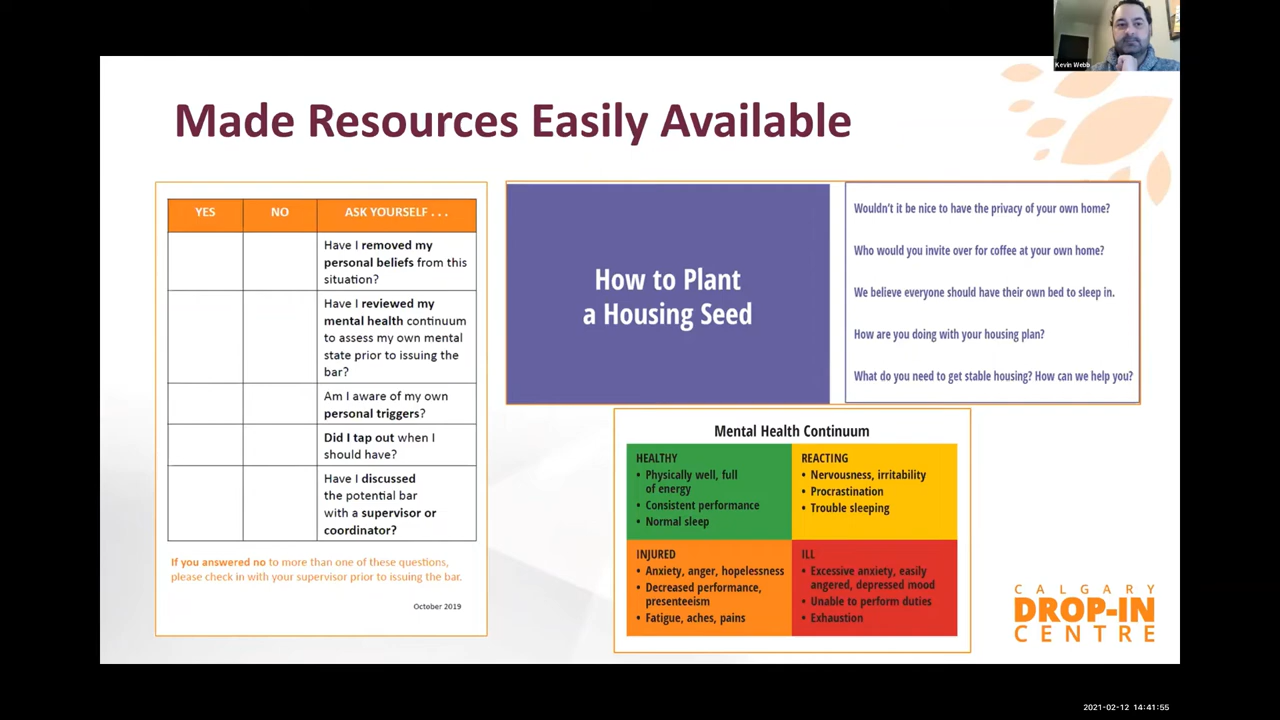 Kevin Webb
Made Resources Easily Available
YES NO ASK YOURSELF . . .
Have I removed my
personal beliefs from this
situation?
Have I reviewed my
mental health continuum
to assess my own mental
state prior to issuing the
bar?
Am I aware of my own
personal triggers?
Did I tap out when I
should have?
Have I discussed
the potential bar
with a supervisor or
coordinator?
If you answered no to more than one of these questions,
please check in with your supervisor prior to issuing the bar.
October 2019
How to Plant
a Housing Seed
Wouldn't it be nice to have the privacy of your own home?
Who would you invite over for coffee at your own home?
We believe everyone should have their own bed to sleep in.
How are you doing with your housing plan?
What do you need to get stable housing? How can we help you?
Mental Health Continuum
HEALTHY
• Physically well, full
of energy
• Consistent performance
• Normal sleep
REACTING
• Nervousness, irritability
• Procrastination
• Trouble sleeping
INJURED
• Anxiety, anger, hopelessness
• Decreased performance,
presenteeism
• Fatigue, aches, pains
ILL
• Excessive anxiety, easily
angered, depressed mood
• Unable to perform duties
• Exhaustion
CALGARY
DROP-IN
CENTRE
2021-02-12 14:41:55